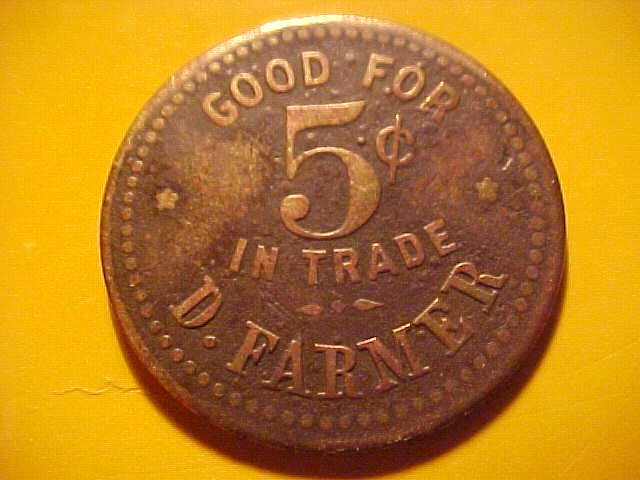 GOOD FOR
5¢
IN TRADE
D. FARMER